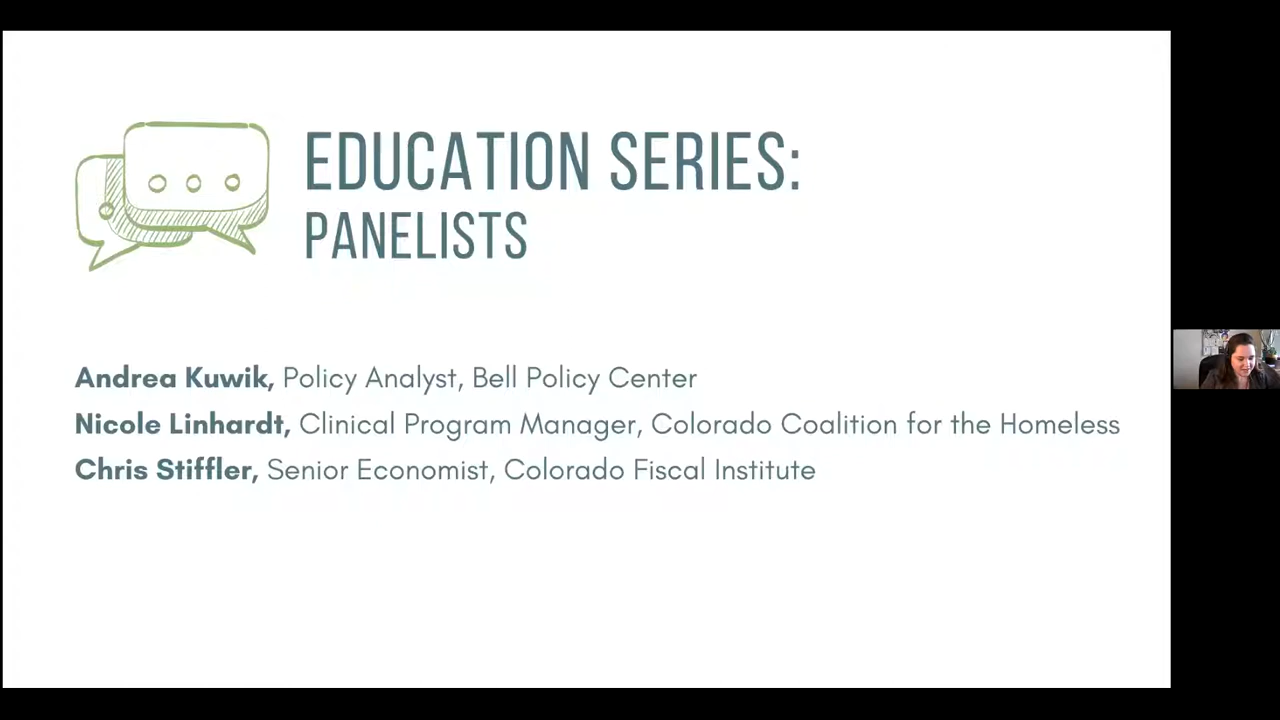 EDUCATION SERIES:
PANELISTS
Andrea Kuwik, Policy Analyst, Bell Policy Center
Nicole Linhardt, Clinical Program Manager, Colorado Coalition for the Homeless
Chris Stiffler, Senior Economist, Colorado Fiscal Institute